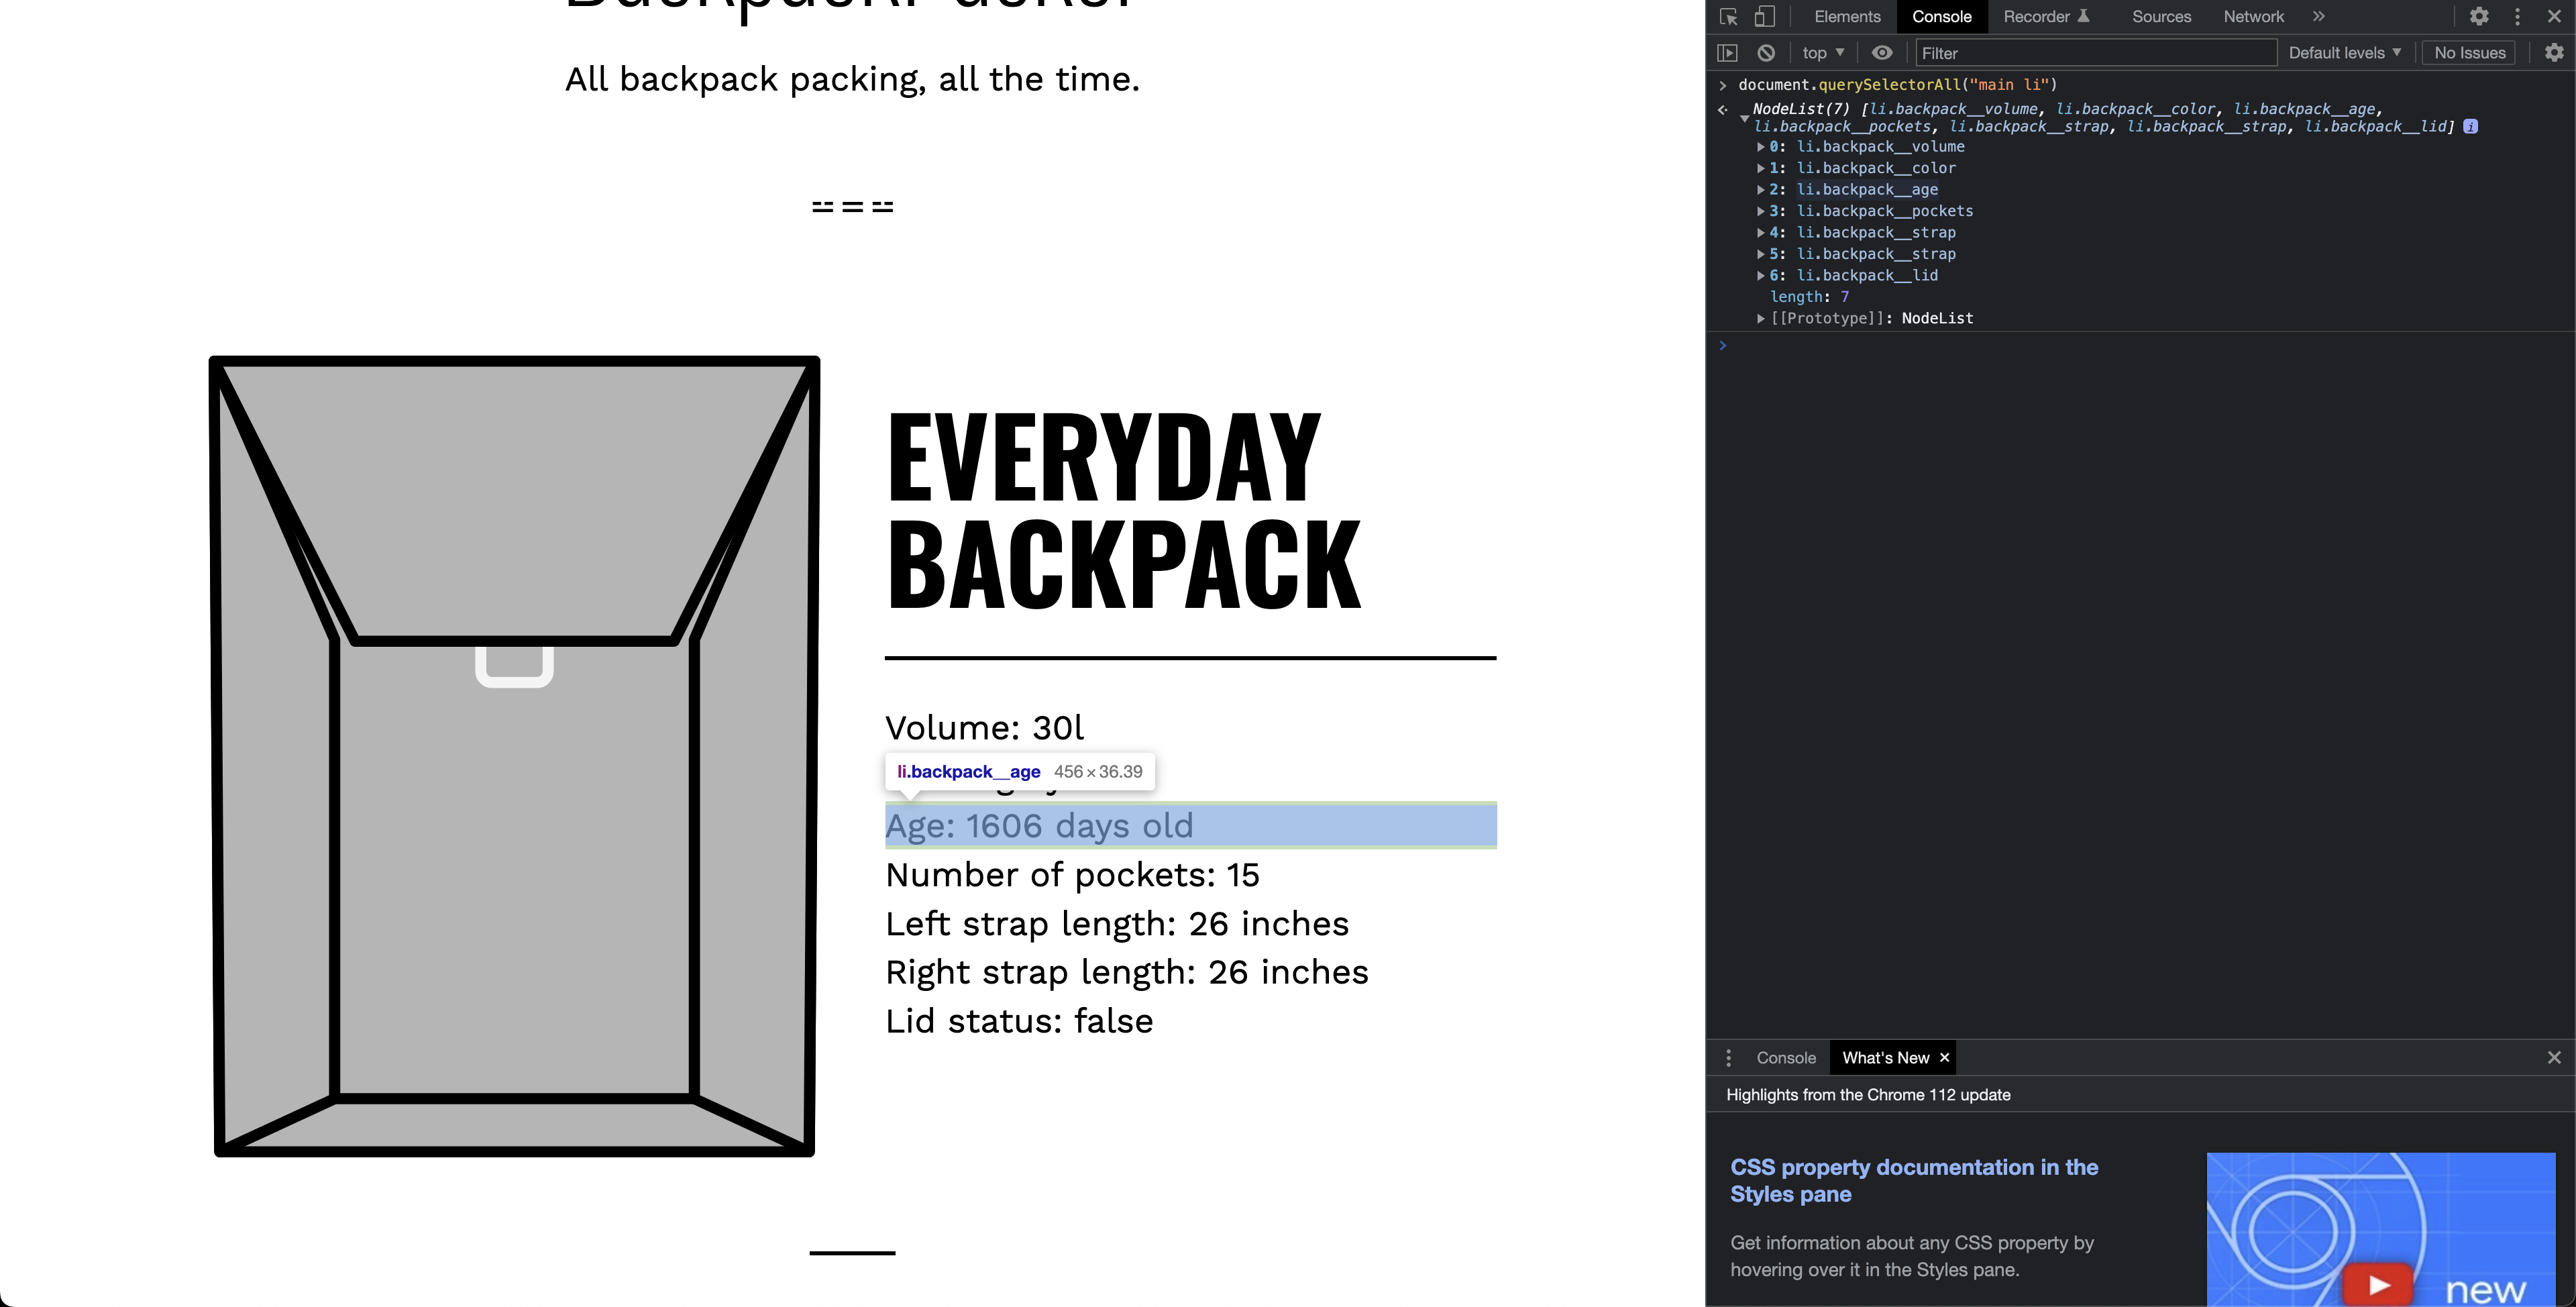 All backpack packing, all the time.
EVERYDAY
BACKPACK
Volume: 30l
li.backpack__age 456×36.39
Age: 1606 days old
Number of pockets: 15
Left strap length: 26 inches
Right strap length: 26 inches
Lid status: false
Elements Console Recorder Sources Network »
top Filter Default levels No Issues
> document.querySelectorAll("main li")
NodeList(7) [li.backpack__volume, li.backpack__color, li.backpack__age,
li.backpack__pockets, li.backpack__strap, li.backpack__strap, li.backpack__lid] i
0: li.backpack__volume
1: li.backpack__color
2: li.backpack__age
3: li.backpack__pockets
4: li.backpack__strap
5: li.backpack__strap
6: li.backpack__lid
length: 7
[[Prototype]]: NodeList
>
Console What's New ×
Highlights from the Chrome 112 update
CSS property documentation in the
Styles pane
Get information about any CSS property by
hovering over it in the Styles pane.
new